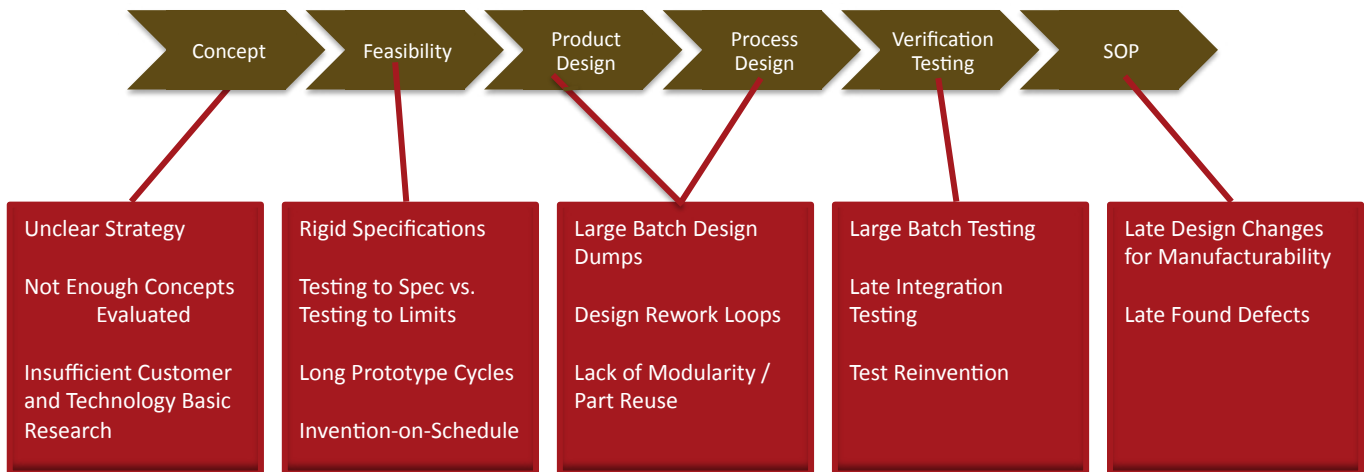 Concept
Feasibility
Product
Design
Process
Design
Verification
Testing
SOP
Unclear Strategy
Not Enough Concepts
Evaluated
Insufficient Customer
and Technology Basic
Research
Rigid Specifications
Testing to Spec vs.
Testing to Limits
Long Prototype Cycles
Invention-on-Schedule
Large Batch Design
Dumps
Design Rework Loops
Lack of Modularity /
Part Reuse
Large Batch Testing
Late Integration
Testing
Test Reinvention
Late Design Changes
for Manufacturability
Late Found Defects